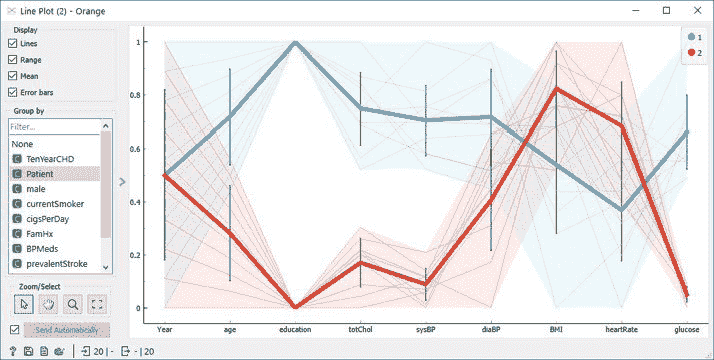 Line Plot (2) - Orange
Display
Lines
Range
Mean
Error bars
Group by
Filter...
None
C TenYearCHD
C Patient
C male
C currentSmoker
C cigsPerDay
C FamHx
C BPMeds
C prevalentStroke
Zoom/Select
Send Automatically
? 20 | - - | 20
1
0.8
0.6
0.4
0.2
0
Year age education totChol sysBP diaBP BMI heartRate glucose
1
2